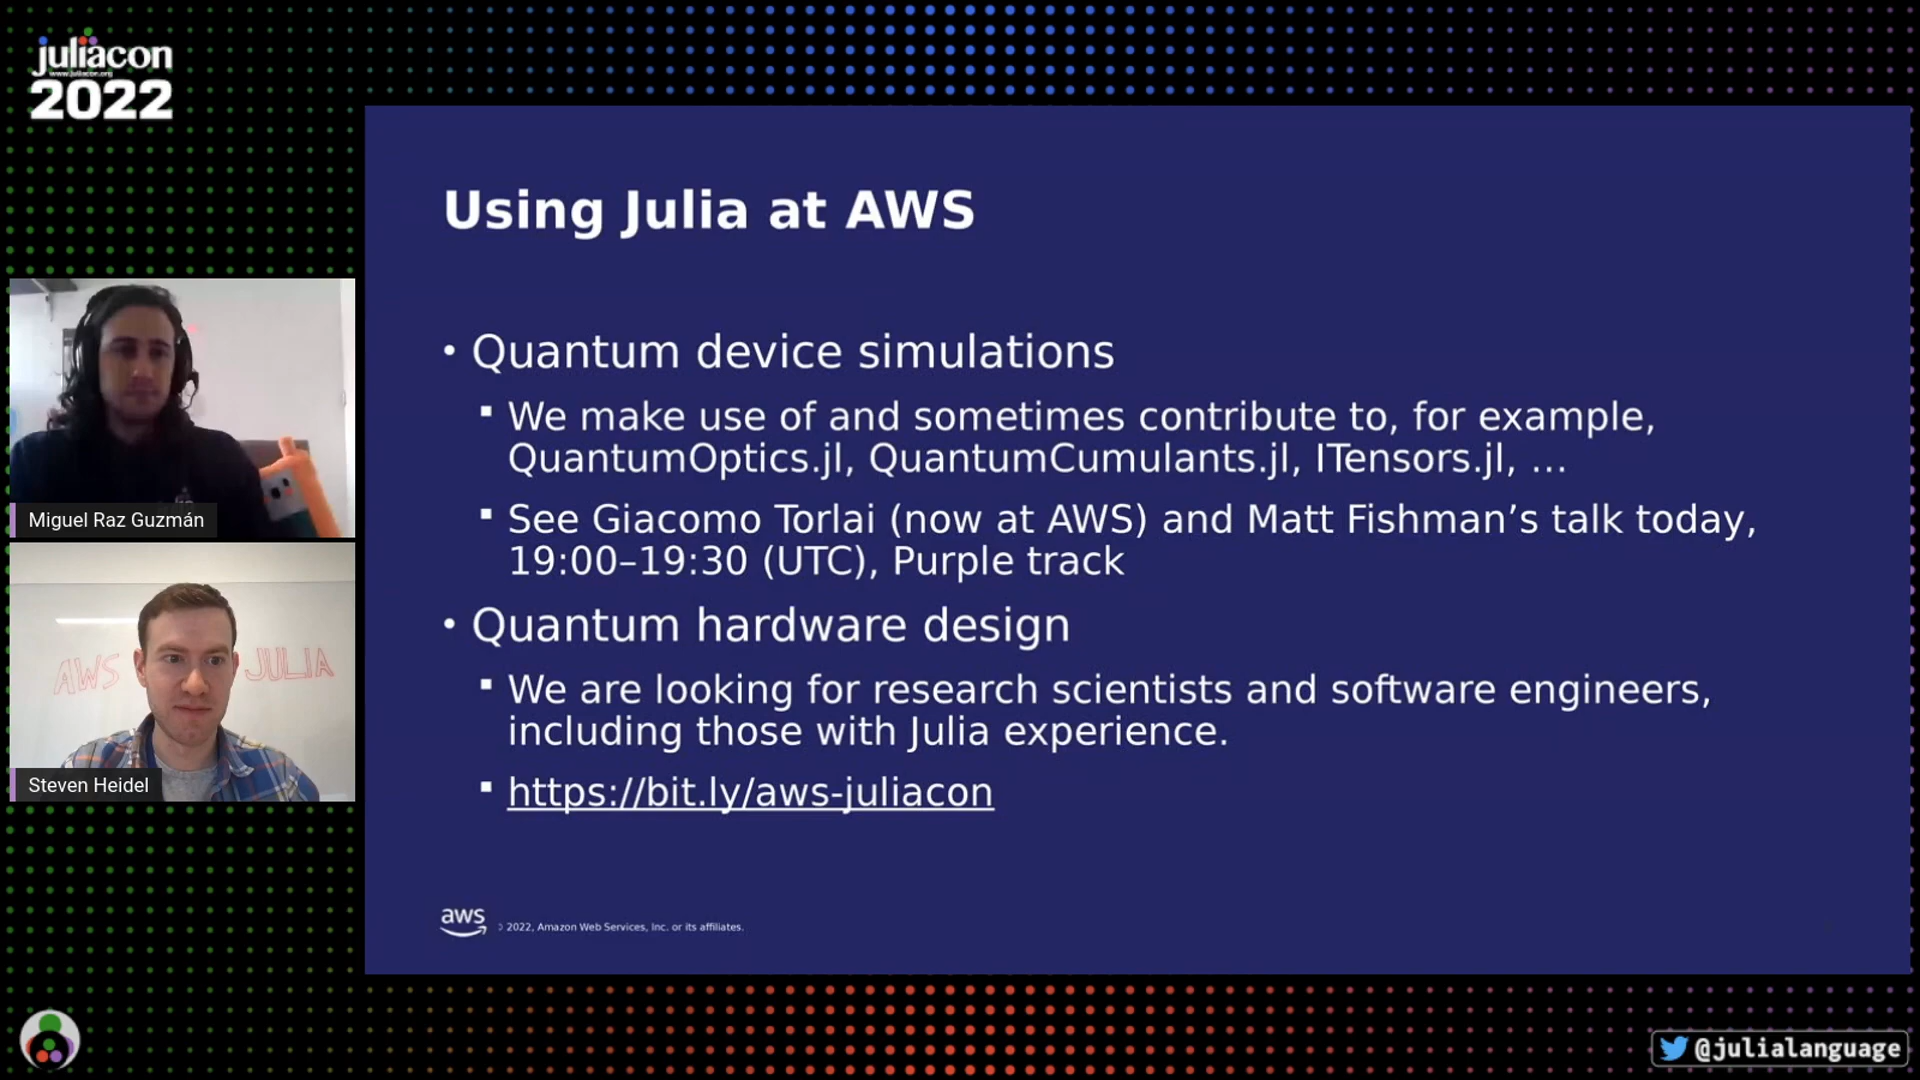 juliacon
www.juliacon.org
2022
Using Julia at AWS
• Quantum device simulations
▪ We make use of and sometimes contribute to, for example,
QuantumOptics.jl, QuantumCumulants.jl, ITensors.jl, ...
▪ See Giacomo Torlai (now at AWS) and Matt Fishman’s talk today,
19:00–19:30 (UTC), Purple track
• Quantum hardware design
▪ We are looking for research scientists and software engineers,
including those with Julia experience.
▪ https://bit.ly/aws-juliacon
aws
© 2022, Amazon Web Services, Inc. or its affiliates.
Miguel Raz Guzmán
AWS JULIA
Steven Heidel
@julialanguage